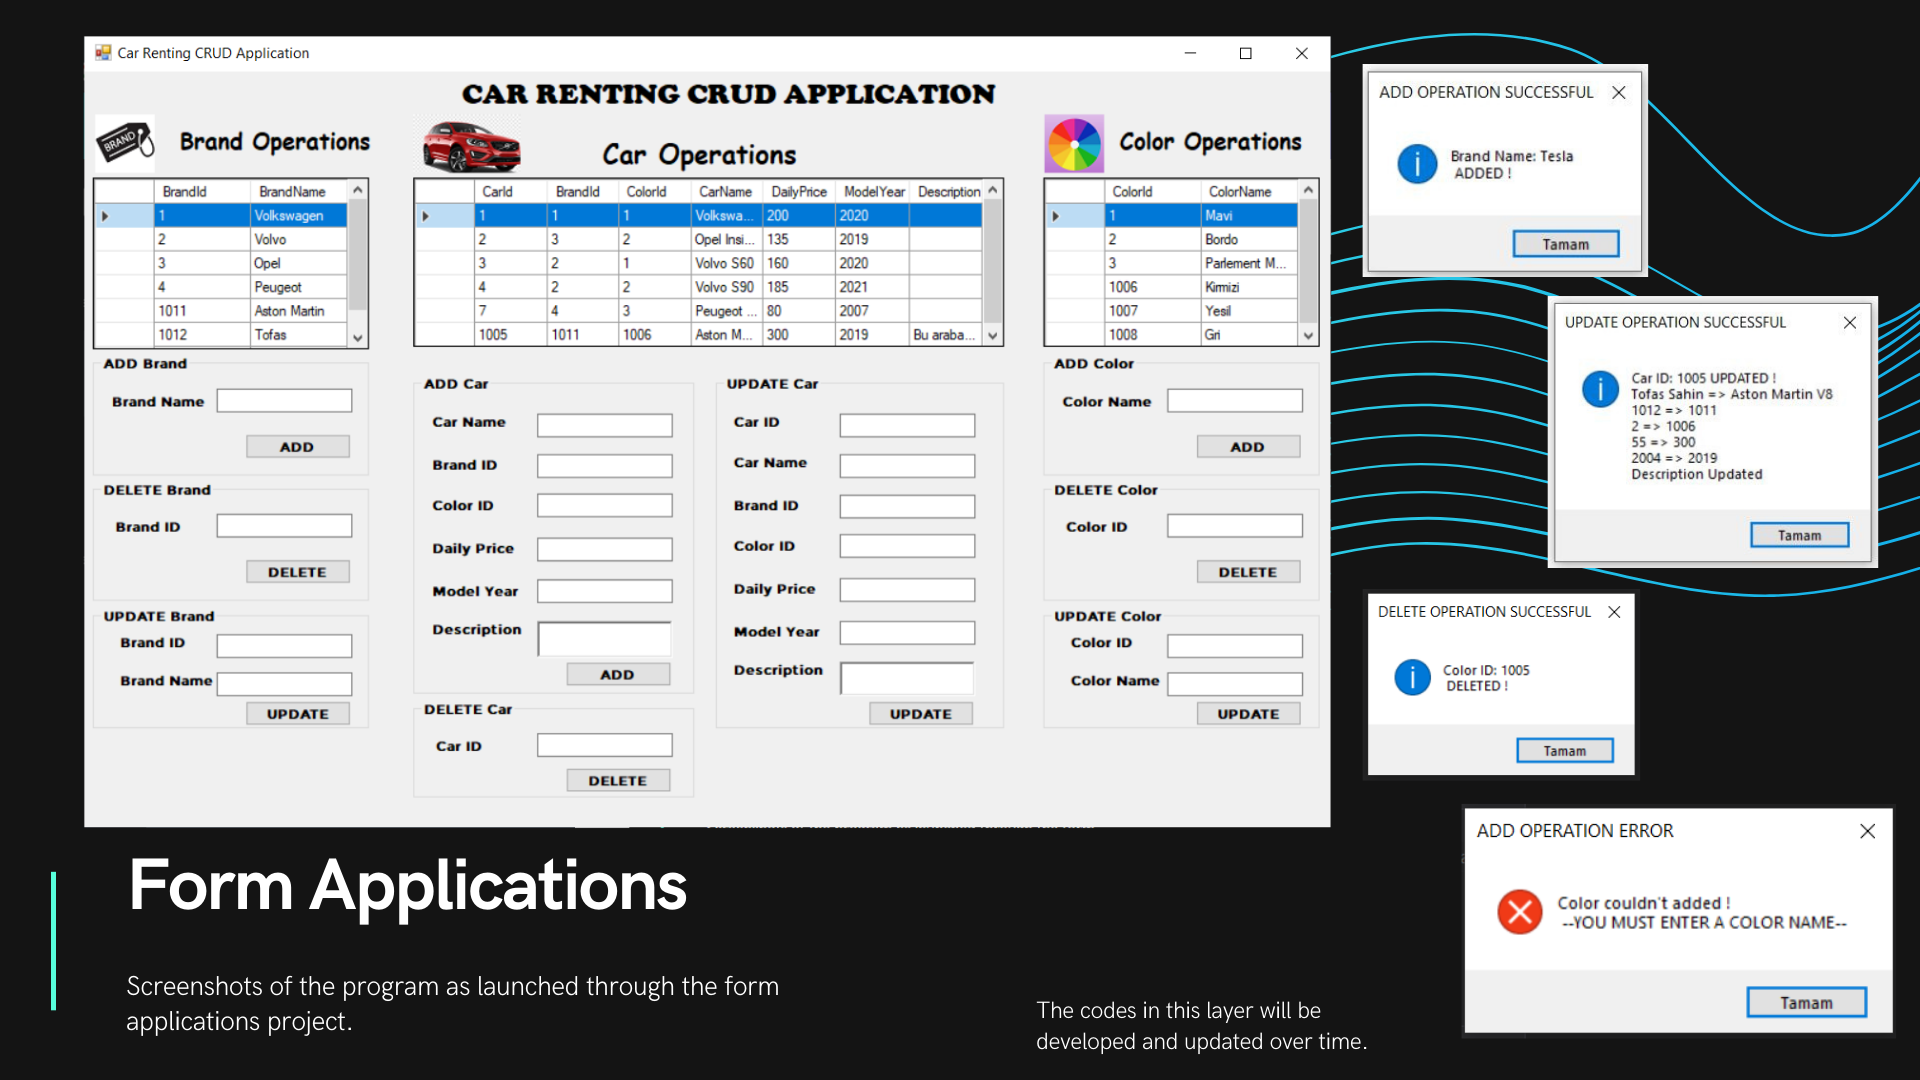 Car Renting CRUD Application
CAR RENTING CRUD APPLICATION
BRAND
Brand Operations
BrandId BrandName
1 Volkswagen
2 Volvo
3 Opel
4 Peugeot
1011 Aston Martin
1012 Tofas
ADD Brand
Brand Name
ADD
DELETE Brand
Brand ID
DELETE
UPDATE Brand
Brand ID
Brand Name
UPDATE
Car Operations
CarId BrandId ColorId CarName DailyPrice ModelYear Description
1 1 1 Volkswa... 200 2020
2 3 2 Opel Insi... 135 2019
3 2 1 Volvo S60 160 2020
4 2 2 Volvo S90 185 2021
7 4 3 Peugeot ... 80 2007
1005 1011 1006 Aston M... 300 2019 Bu araba...
ADD Car
Car Name
Brand ID
Color ID
Daily Price
Model Year
Description
ADD
DELETE Car
Car ID
DELETE
UPDATE Car
Car ID
Car Name
Brand ID
Color ID
Daily Price
Model Year
Description
UPDATE
Color Operations
ColorId ColorName
1 Mavi
2 Bordo
3 Parlement M...
1006 Kirmizi
1007 Yesil
1008 Gri
ADD Color
Color Name
ADD
DELETE Color
Color ID
DELETE
UPDATE Color
Color ID
Color Name
UPDATE
ADD OPERATION SUCCESSFUL
Brand Name: Tesla
ADDED !
Tamam
UPDATE OPERATION SUCCESSFUL
Car ID: 1005 UPDATED !
Tofas Sahin => Aston Martin V8
1012 => 1011
2 => 1006
55 => 300
2004 => 2019
Description Updated
Tamam
DELETE OPERATION SUCCESSFUL
Color ID: 1005
DELETED !
Tamam
ADD OPERATION ERROR
Color couldn't added !
--YOU MUST ENTER A COLOR NAME--
Tamam
Form Applications
Screenshots of the program as launched through the form
applications project.
The codes in this layer will be
developed and updated over time.